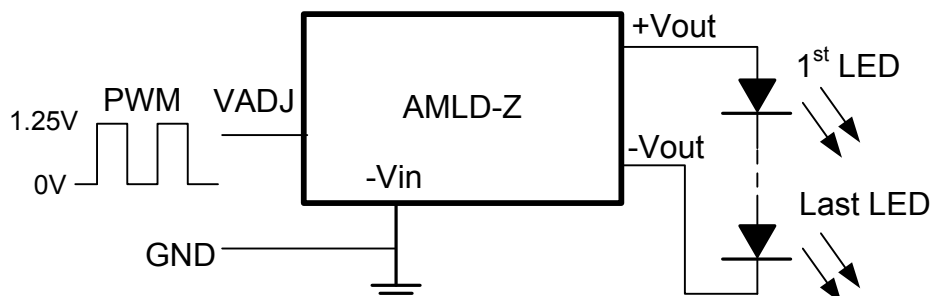 +Vout
1st LED
PWM
VADJ
AMLD-Z
1.25V
-Vout
0V
-Vin
Last LED
GND